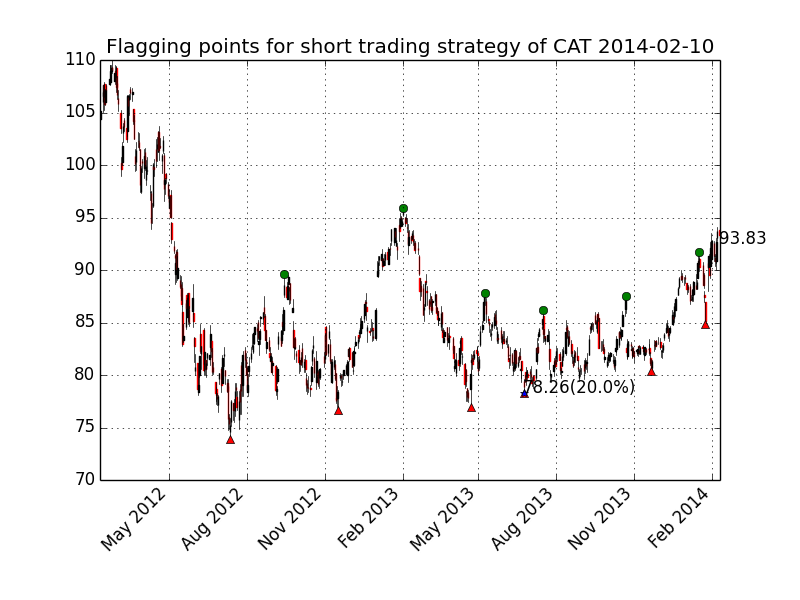 Flagging points for short trading strategy of CAT 2014-02-10
110
105
100
95
93.83
90
85
80
78.26(20.0%)
75
70
May 2012
Aug 2012
Nov 2012
Feb 2013
May 2013
Aug 2013
Nov 2013
Feb 2014